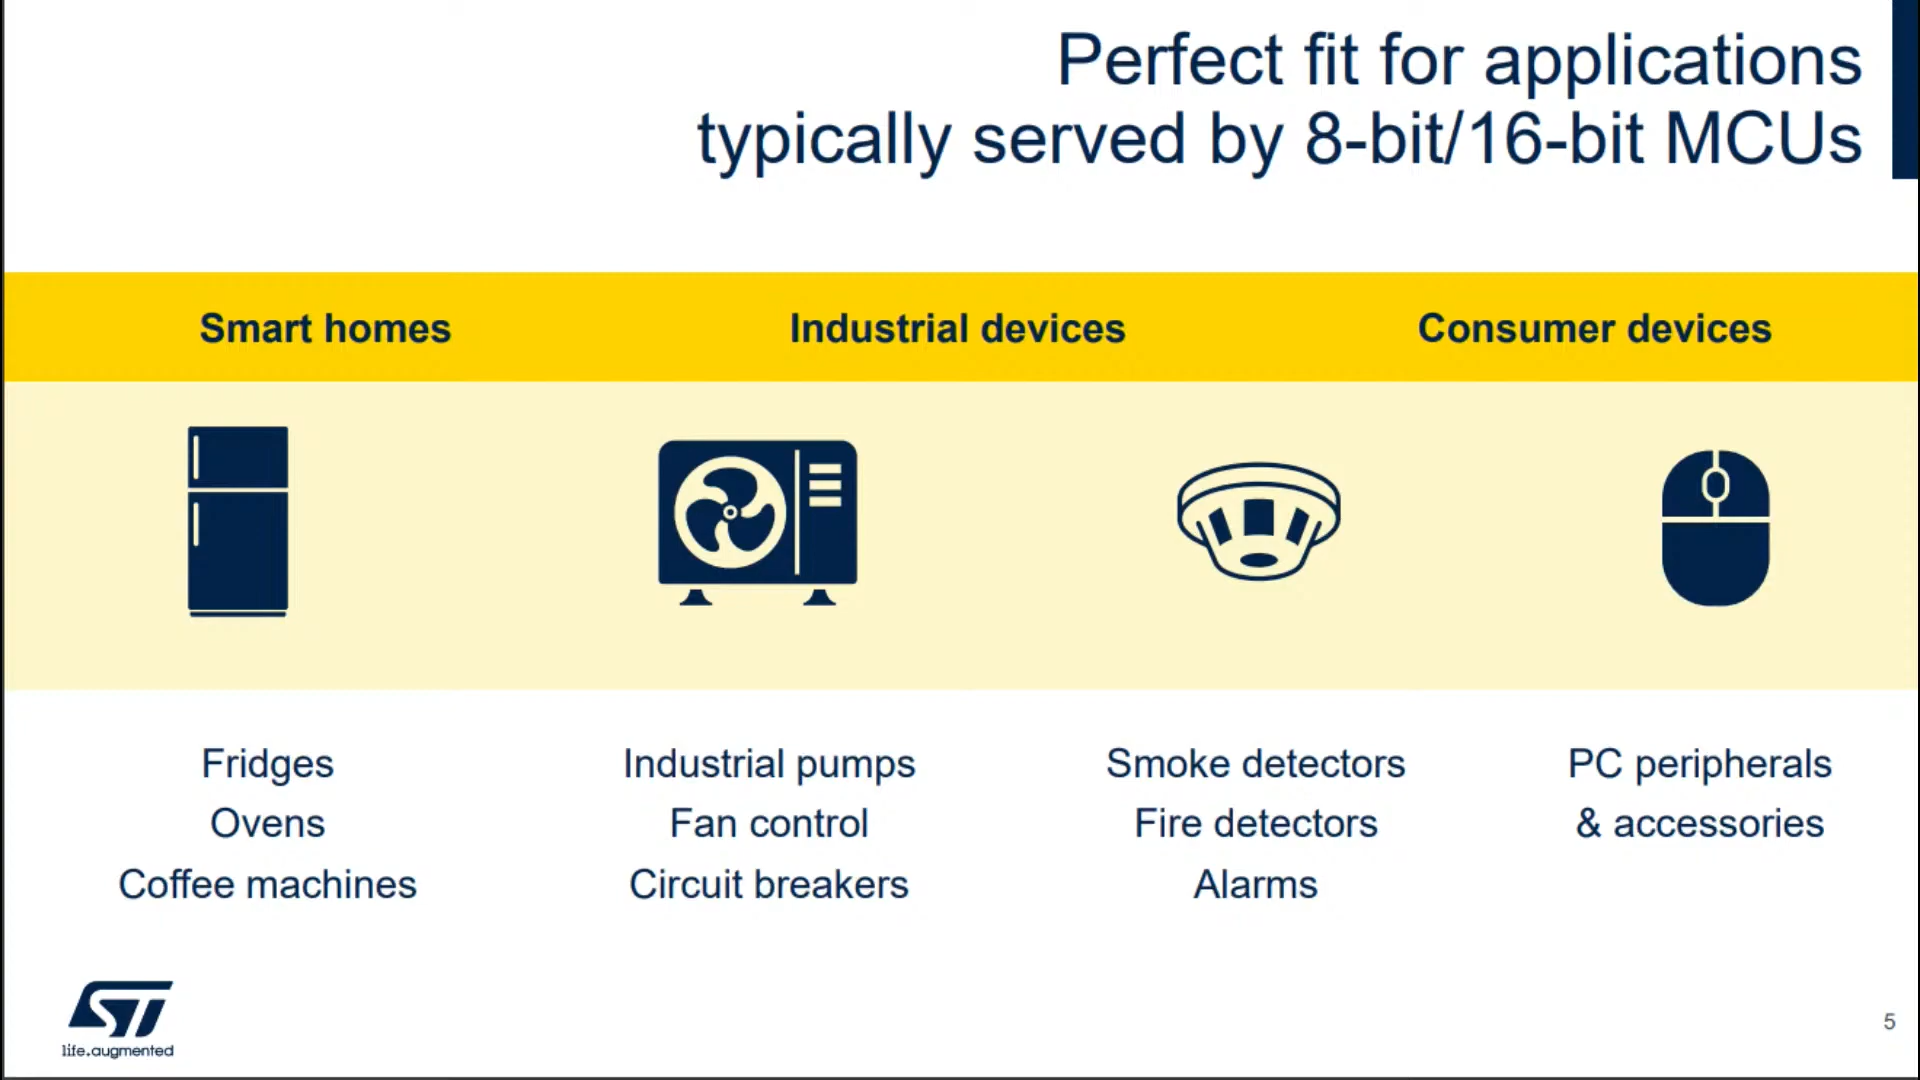 Perfect fit for applications
typically served by 8-bit/16-bit MCUs
Smart homes
Industrial devices
Consumer devices
Fridges
Ovens
Coffee machines
Industrial pumps
Fan control
Circuit breakers
Smoke detectors
Fire detectors
Alarms
PC peripherals
& accessories
ST
life.augmented
5